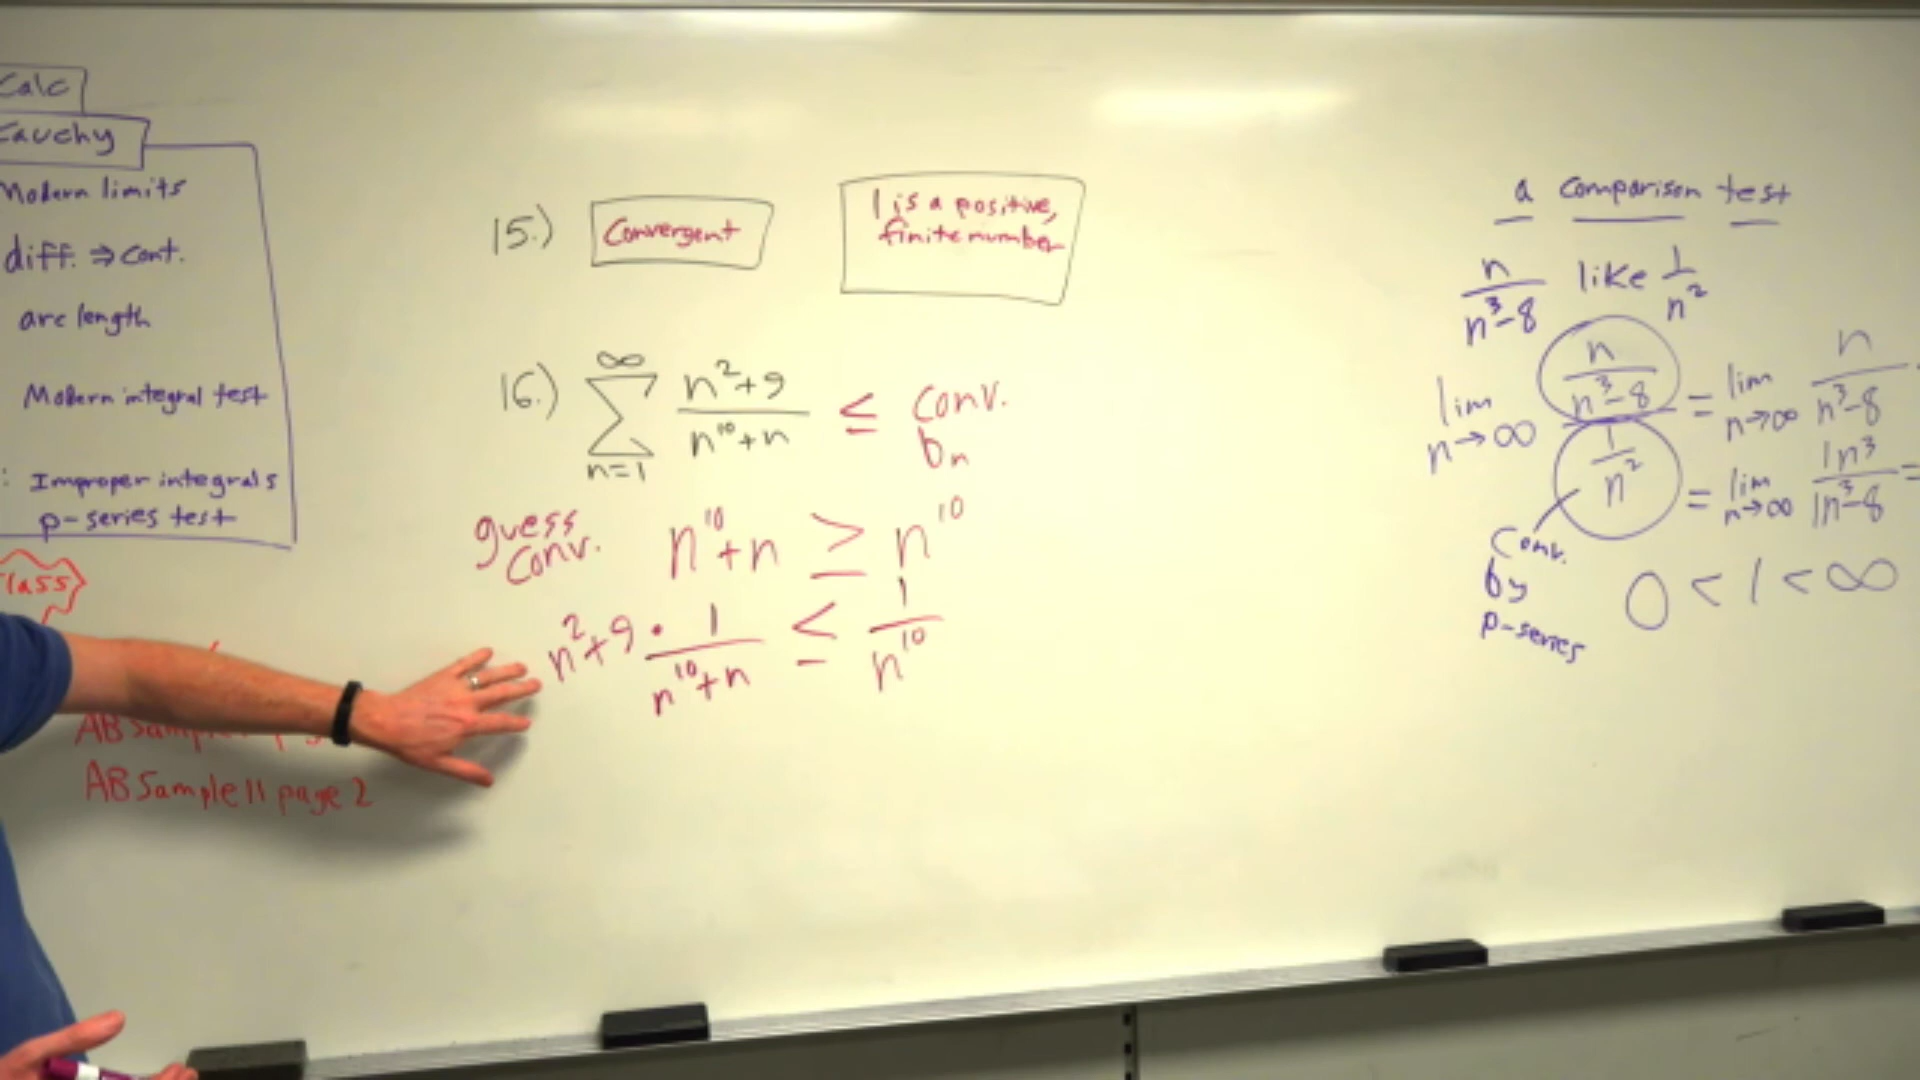 Calc
Cauchy
Modern limits
diff. ⇒ cont.
arc length
Modern integral test
: Improper integrals
p-series test
class
AB Sample
AB Sample 11 page 2
15.) Convergent
1 is a positive,
finite number
16.) ∞ ∑ n=1 (n²+9)/(n¹⁰+n) ≤ conv. bₙ
guess conv.
n¹⁰+n ≥ n¹⁰
n²+9 · 1/(n¹⁰+n) ≤ 1/n¹⁰
a comparison test
n/(n³-8) like 1/n²
lim n→∞ (n/(n³-8))/(1/n²) = lim n→∞ n/(n³-8) ·
= lim n→∞ 1n³/(1n³-8) =
Conv.
by
p-series
0 < 1 < ∞